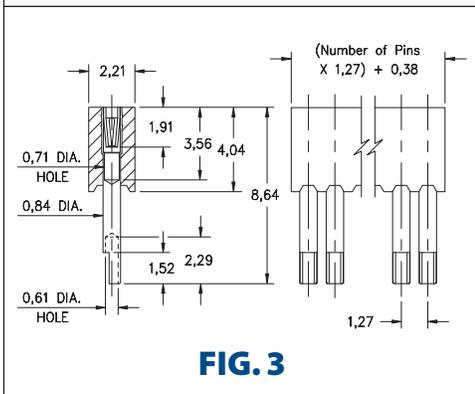 (Number of Pins
X 1,27) + 0,38
2,21
1,91
3,56
4,04
0,71 DIA.
HOLE
8,64
0,84 DIA.
2,29
1,52
0,61 DIA.
HOLE
1,27
FIG. 3